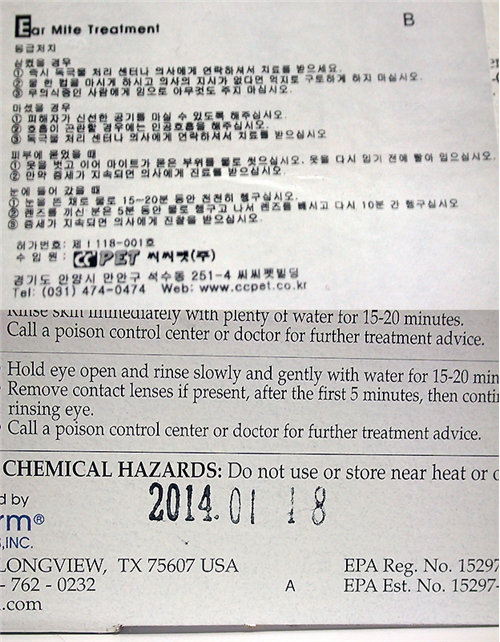 Ear Mite Treatment
B
응급처지
삼켰을 경우
① 즉시 독극물 처리 센터나 의사에게 연락하셔서 치료를 받으세요.
② 물 한 컵을 마시게 하시고 의사의 지시가 없다면 억지로 구토하게 하지 마십시오.
③ 무의식중인 사람에게 임으로 아무것도 주지 마십시오.
마셨을 경우
① 피해자가 신선한 공기를 마실 수 있도록 해주십시오.
② 호흡이 곤란할 경우에는 인공호흡을 해주십시오.
③ 독극물 처리 센터나 의사에게 연락하셔서 치료를 받으십시오
피부에 묻었을 때
① 옷을 벗고 이어 마이트가 묻은 부위를 물로 씻으십시오. 옷을 다시 입기 전에 빨아 입으십시오.
② 만약 증세가 지속되면 의사에게 진료를 받으십시오.
눈에 들어 갔을 때
① 눈을 뜬 채로 물로 15~20분 동안 천천히 헹구십시오.
② 렌즈를 끼신 분은 5분 동안 물로 헹구고 나서 렌즈를 빼시고 다시 10분 간 헹구십시오
③ 증세가 지속되면 의사에게 진찰을 받으십시오.
허가번호: 제 I 118-001호
수 입 원: CC PET 씨씨펫(주)
경기도 안양시 만안구 석수동 251-4 씨씨펫빌딩
Tel: (031) 474-0474 Web: www.ccpet.co.kr
Rinse skin immediately with plenty of water for 15-20 minutes.
Call a poison control center or doctor for further treatment advice.
Hold eye open and rinse slowly and gently with water for 15-20 min
Remove contact lenses if present, after the first 5 minutes, then conti
rinsing eye.
Call a poison control center or doctor for further treatment advice.
CHEMICAL HAZARDS: Do not use or store near heat or o
2014.01 18
d by
rm®
S, INC.
LONGVIEW, TX 75607 USA
EPA Reg. No. 15297
- 762 - 0232
A
EPA Est. No. 15297-
.com